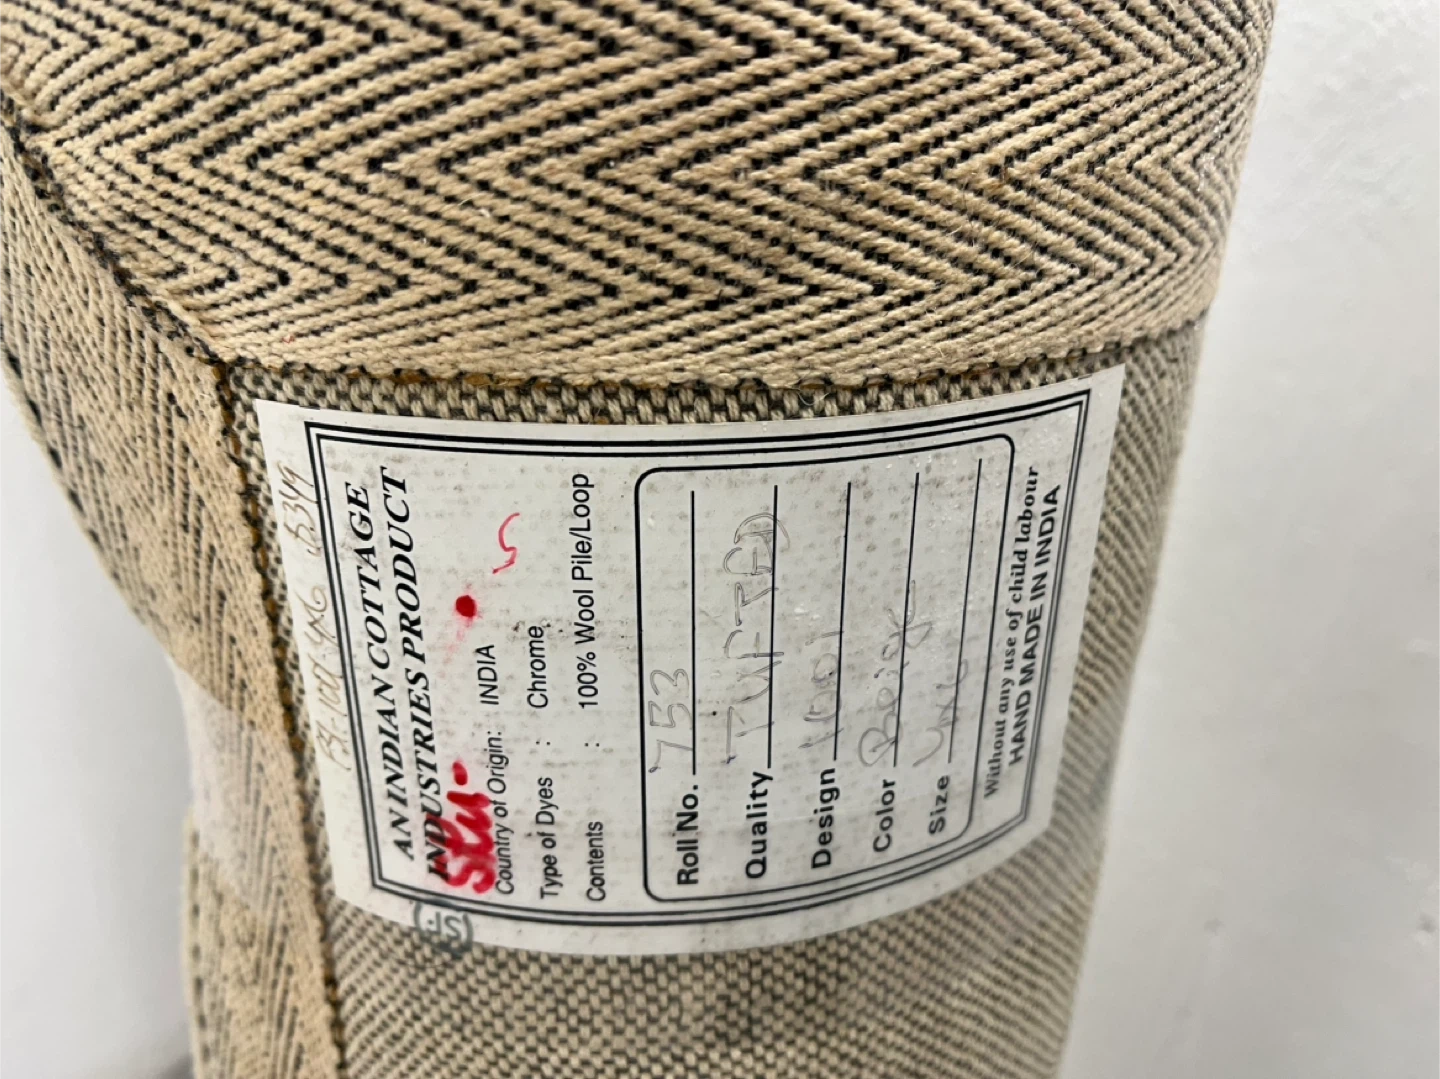 AN INDIAN COTTAGE
INDUSTRIES PRODUCT
Country of Origin: INDIA
Type of Dyes : Chrome
Contents : 100% Wool Pile/Loop
Roll No. 753
Quality TUFTED
Design
Color Beige
Size
Without any use of child labour
HAND MADE IN INDIA